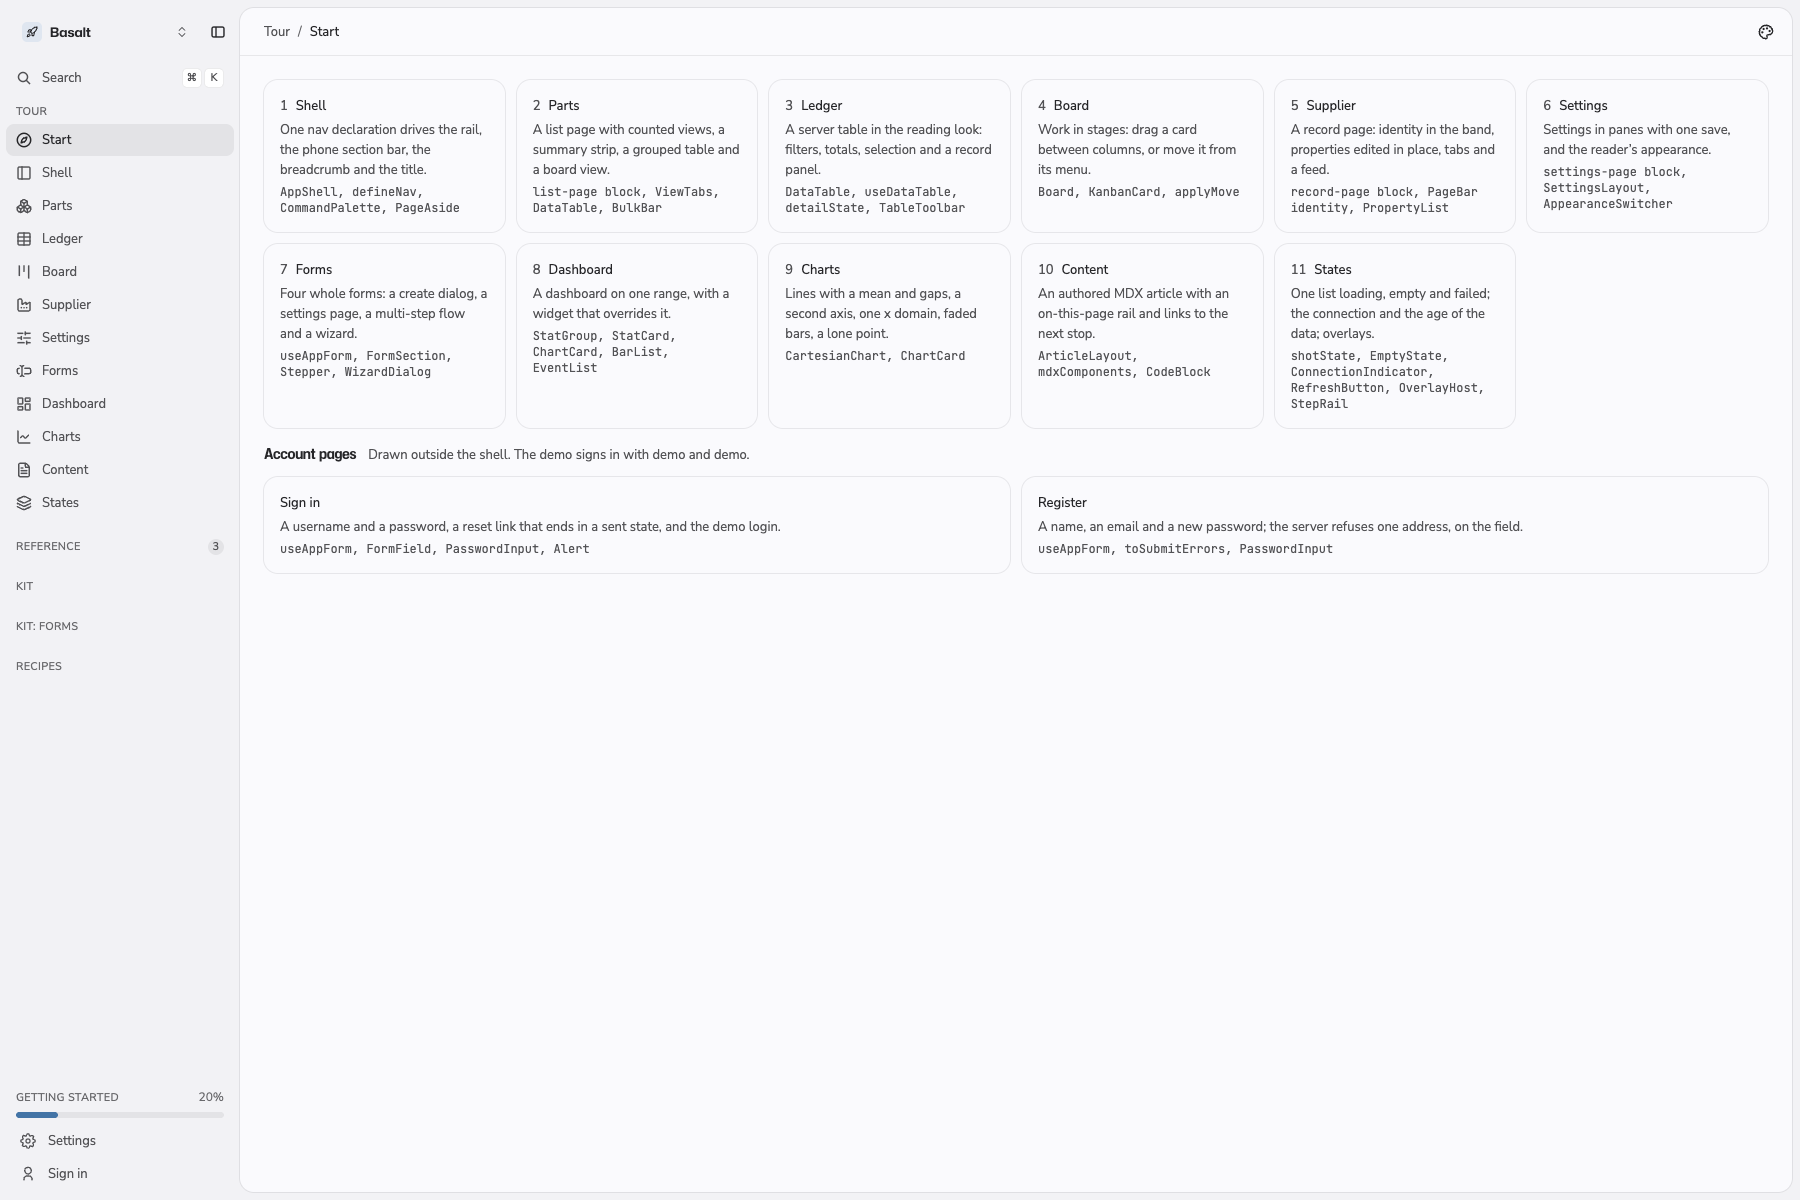 Basalt
Search ⌘ K
TOUR
Start
Shell
Parts
Ledger
Board
Supplier
Settings
Forms
Dashboard
Charts
Content
States
REFERENCE 3
KIT
KIT: FORMS
RECIPES
GETTING STARTED 20%
Settings
Sign in
Tour / Start
1 Shell
One nav declaration drives the rail,
the phone section bar, the
breadcrumb and the title.
AppShell, defineNav,
CommandPalette, PageAside
2 Parts
A list page with counted views, a
summary strip, a grouped table and
a board view.
list-page block, ViewTabs,
DataTable, BulkBar
3 Ledger
A server table in the reading look:
filters, totals, selection and a record
panel.
DataTable, useDataTable,
detailState, TableToolbar
4 Board
Work in stages: drag a card
between columns, or move it from
its menu.
Board, KanbanCard, applyMove
5 Supplier
A record page: identity in the band,
properties edited in place, tabs and
a feed.
record-page block, PageBar
identity, PropertyList
6 Settings
Settings in panes with one save,
and the reader’s appearance.
settings-page block,
SettingsLayout,
AppearanceSwitcher
7 Forms
Four whole forms: a create dialog, a
settings page, a multi-step flow
and a wizard.
useAppForm, FormSection,
Stepper, WizardDialog
8 Dashboard
A dashboard on one range, with a
widget that overrides it.
StatGroup, StatCard,
ChartCard, BarList,
EventList
9 Charts
Lines with a mean and gaps, a
second axis, one x domain, faded
bars, a lone point.
CartesianChart, ChartCard
10 Content
An authored MDX article with an
on-this-page rail and links to the
next stop.
ArticleLayout,
mdxComponents, CodeBlock
11 States
One list loading, empty and failed;
the connection and the age of the
data; overlays.
shotState, EmptyState,
ConnectionIndicator,
RefreshButton, OverlayHost,
StepRail
Account pages Drawn outside the shell. The demo signs in with demo and demo.
Sign in
A username and a password, a reset link that ends in a sent state, and the demo login.
useAppForm, FormField, PasswordInput, Alert
Register
A name, an email and a new password; the server refuses one address, on the field.
useAppForm, toSubmitErrors, PasswordInput